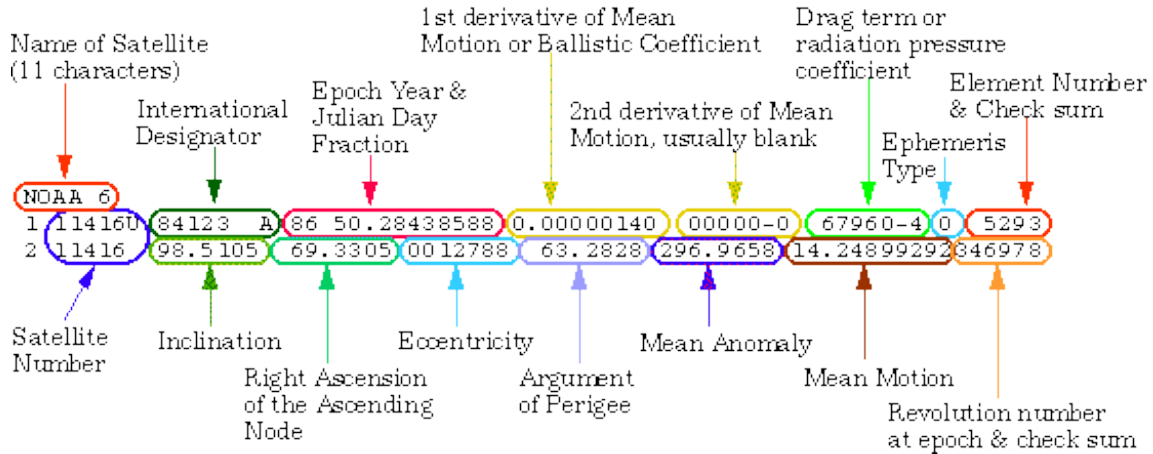 Name of Satellite
(11 characters)
International
Designator
Epoch Year &
Julian Day
Fraction
1st derivative of Mean
Motion or Ballistic Coefficient
2nd derivative of Mean
Motion, usually blank
Drag term or
radiation pressure
coefficient
Ephemeris
Type
Element Number
& Check sum
NOAA 6
1 11416U 84123 A 86 50.28438588 0.00000140 00000-0 67960-4 0 5293
2 11416 98.5105 69.3305 0012788 63.2828 296.9658 14.24899292 346978
Satellite
Number
Inclination
Right Ascension
of the Ascending
Node
Eccentricity
Argument
of Perigee
Mean Anomaly
Mean Motion
Revolution number
at epoch & check sum